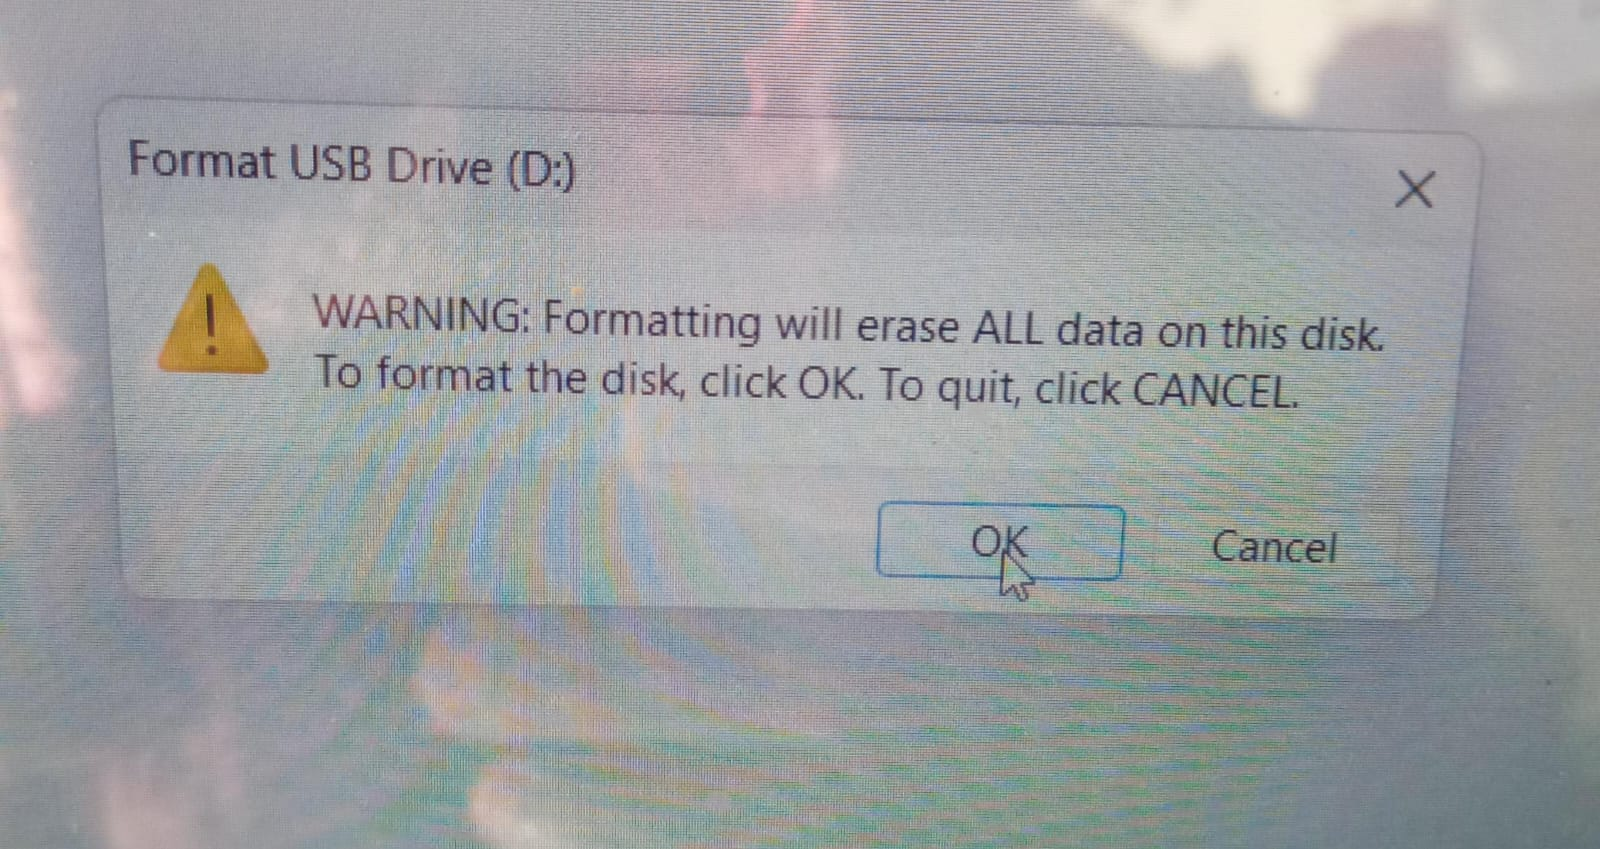 Format USB Drive (D:)
WARNING: Formatting will erase ALL data on this disk.
To format the disk, click OK. To quit, click CANCEL.
OK
Cancel